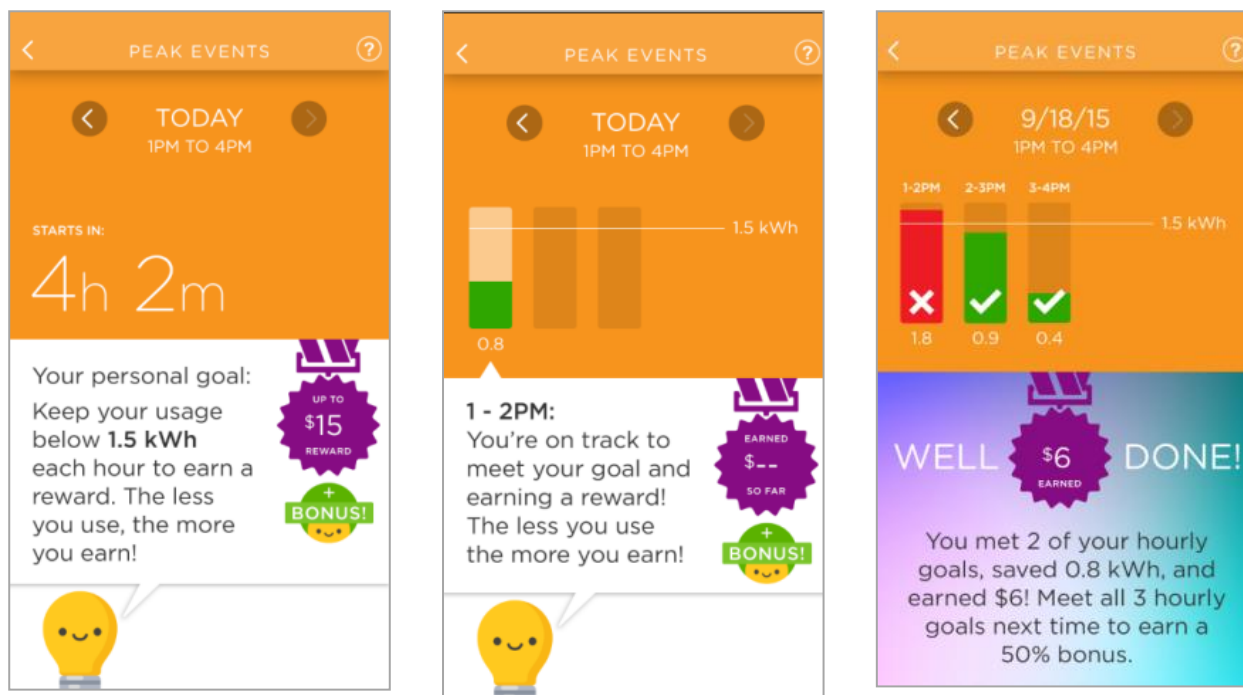 PEAK EVENTS
?
TODAY
1PM TO 4PM
STARTS IN:
4h 2m
Your personal goal:
Keep your usage
below 1.5 kWh
each hour to earn a
reward. The less
you use, the more
you earn!
UP TO
$15
REWARD
+
BONUS!
PEAK EVENTS
?
TODAY
1PM TO 4PM
1.5 kWh
0.8
1 - 2PM:
You're on track to
meet your goal and
earning a reward!
The less you use
the more you earn!
EARNED
$--
SO FAR
+
BONUS!
PEAK EVENTS
?
9/18/15
1PM TO 4PM
1-2PM 2-3PM 3-4PM
1.5 kWh
1.8 0.9 0.4
WELL DONE!
$6
EARNED
You met 2 of your hourly
goals, saved 0.8 kWh, and
earned $6! Meet all 3 hourly
goals next time to earn a
50% bonus.